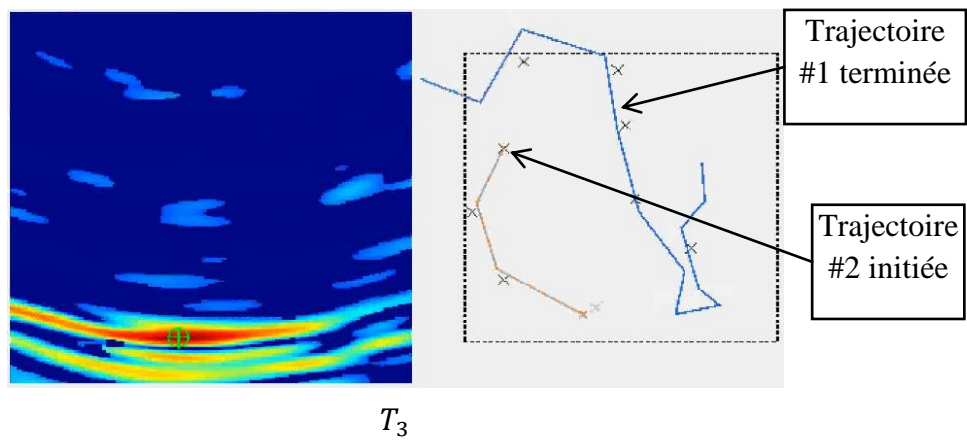 Trajectoire
#1 terminée
Trajectoire
#2 initiée
T₃